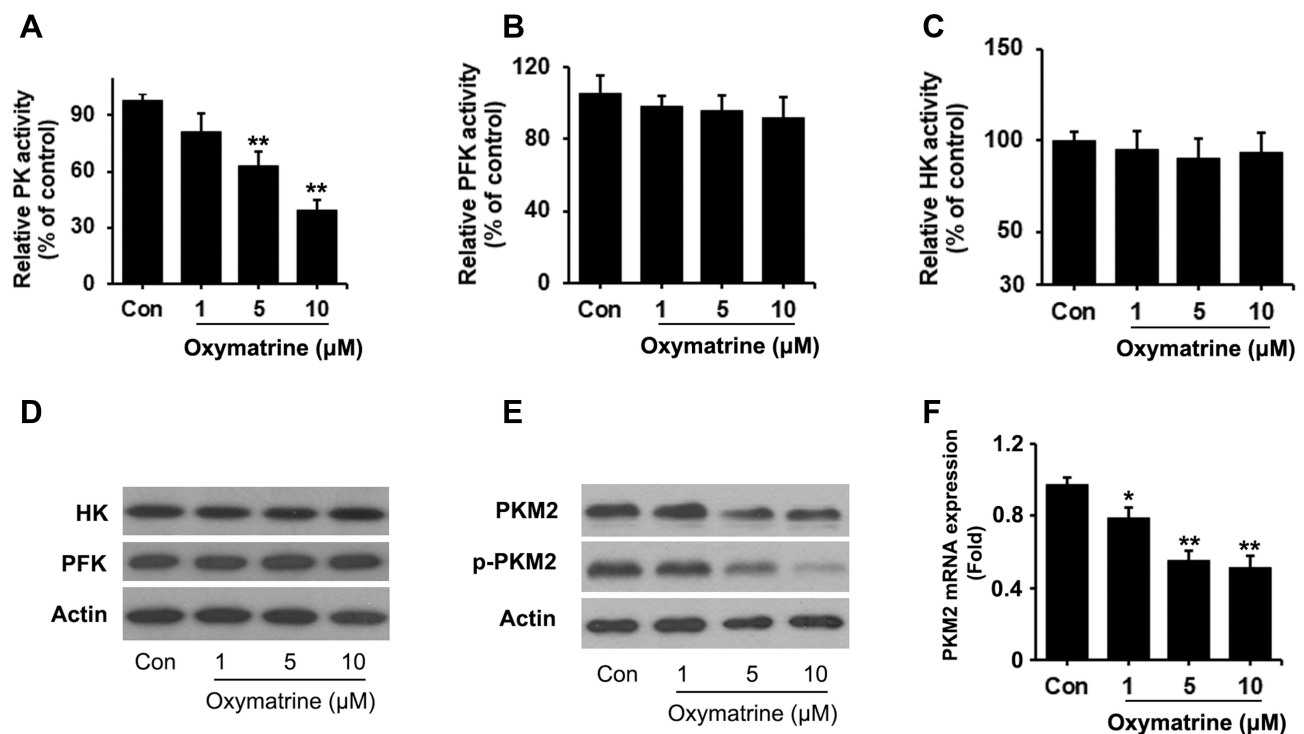 A
Relative PK activity
(% of control)
90
60
30
0
**
**
Con 1 5 10
Oxymatrine (µM)
B
Relative PFK activity
(% of control)
120
80
40
0
Con 1 5 10
Oxymatrine (µM)
C
Relative HK activity
(% of control)
150
100
50
30
Con 1 5 10
Oxymatrine (µM)
D
HK
PFK
Actin
Con 1 5 10
Oxymatrine (µM)
E
PKM2
p-PKM2
Actin
Con 1 5 10
Oxymatrine (µM)
F
PKM2 mRNA expression
(Fold)
1.2
0.8
0.4
0
*
**
**
Con 1 5 10
Oxymatrine (µM)